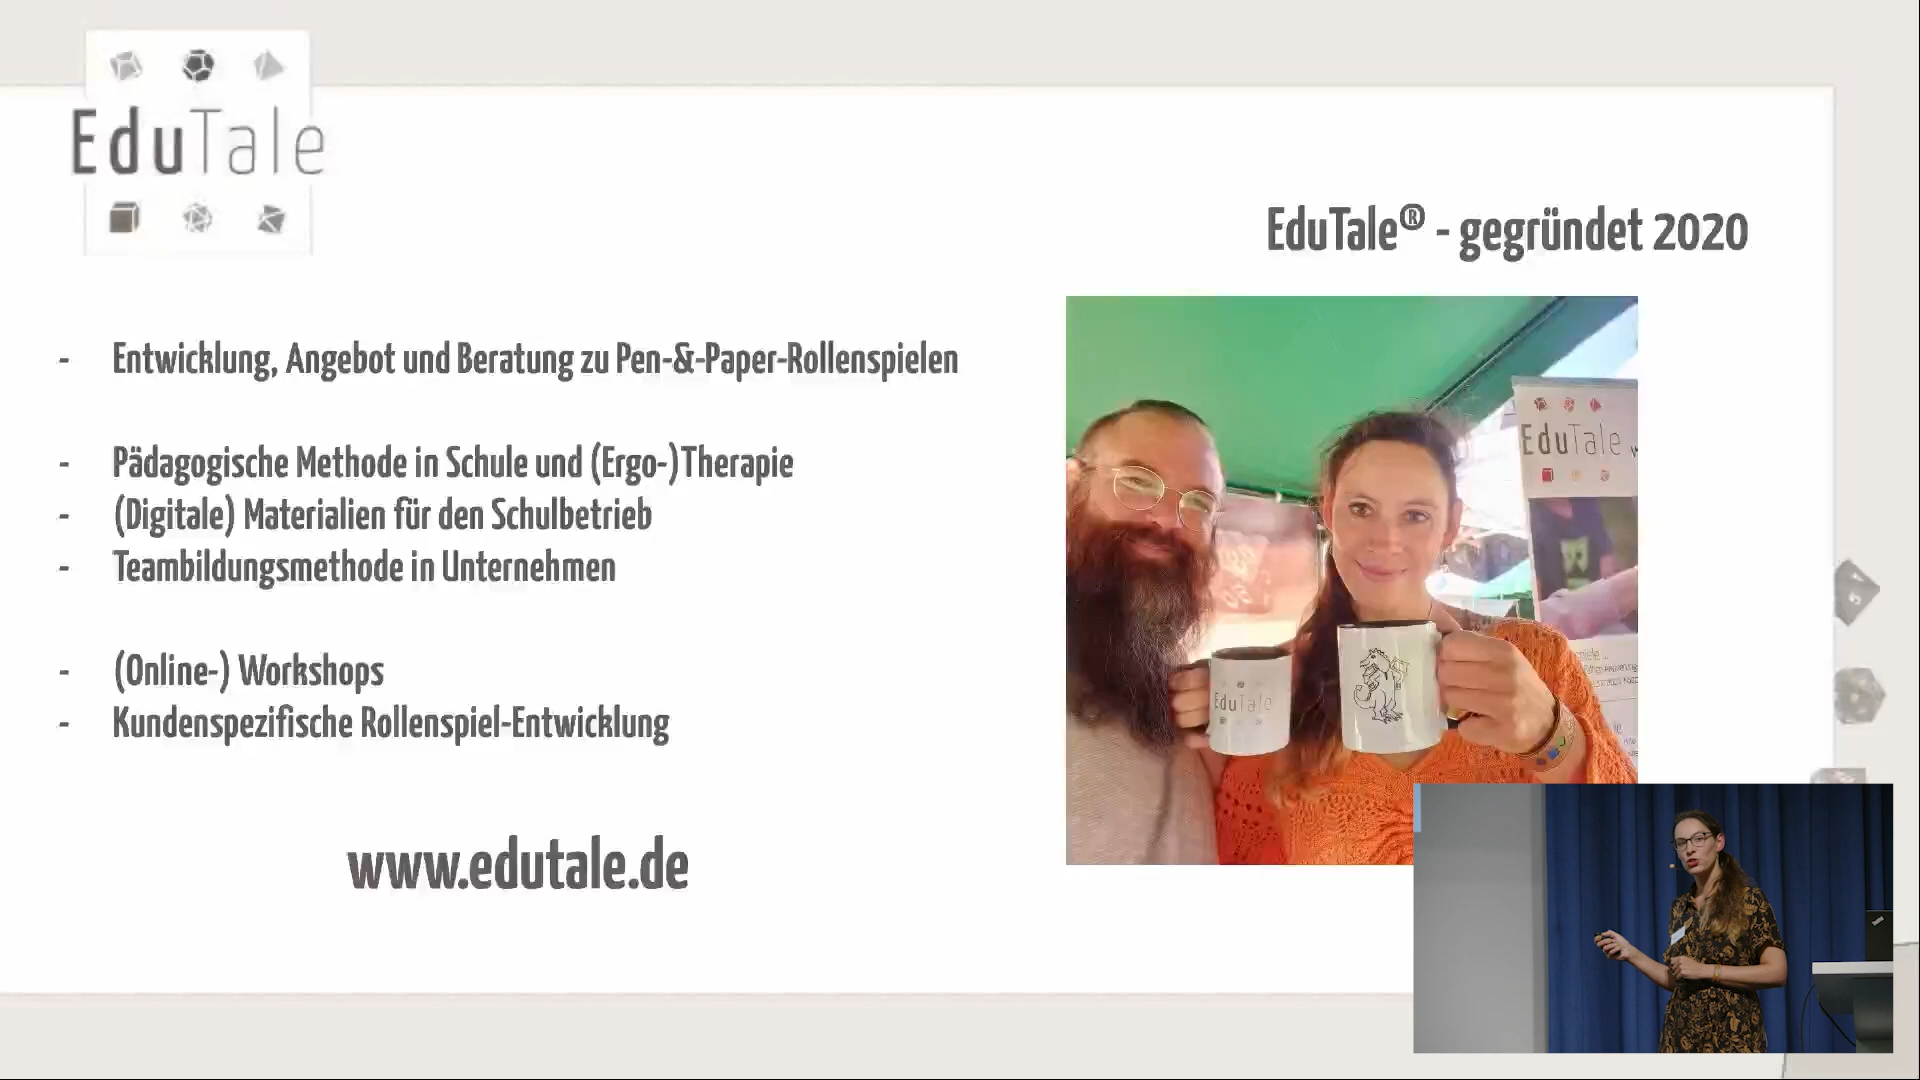 EduTale
EduTale® - gegründet 2020
- Entwicklung, Angebot und Beratung zu Pen-&-Paper-Rollenspielen
- Pädagogische Methode in Schule und (Ergo-)Therapie
- (Digitale) Materialien für den Schulbetrieb
- Teambildungsmethode in Unternehmen
- (Online-) Workshops
- Kundenspezifische Rollenspiel-Entwicklung
www.edutale.de
EduTale
EduTale